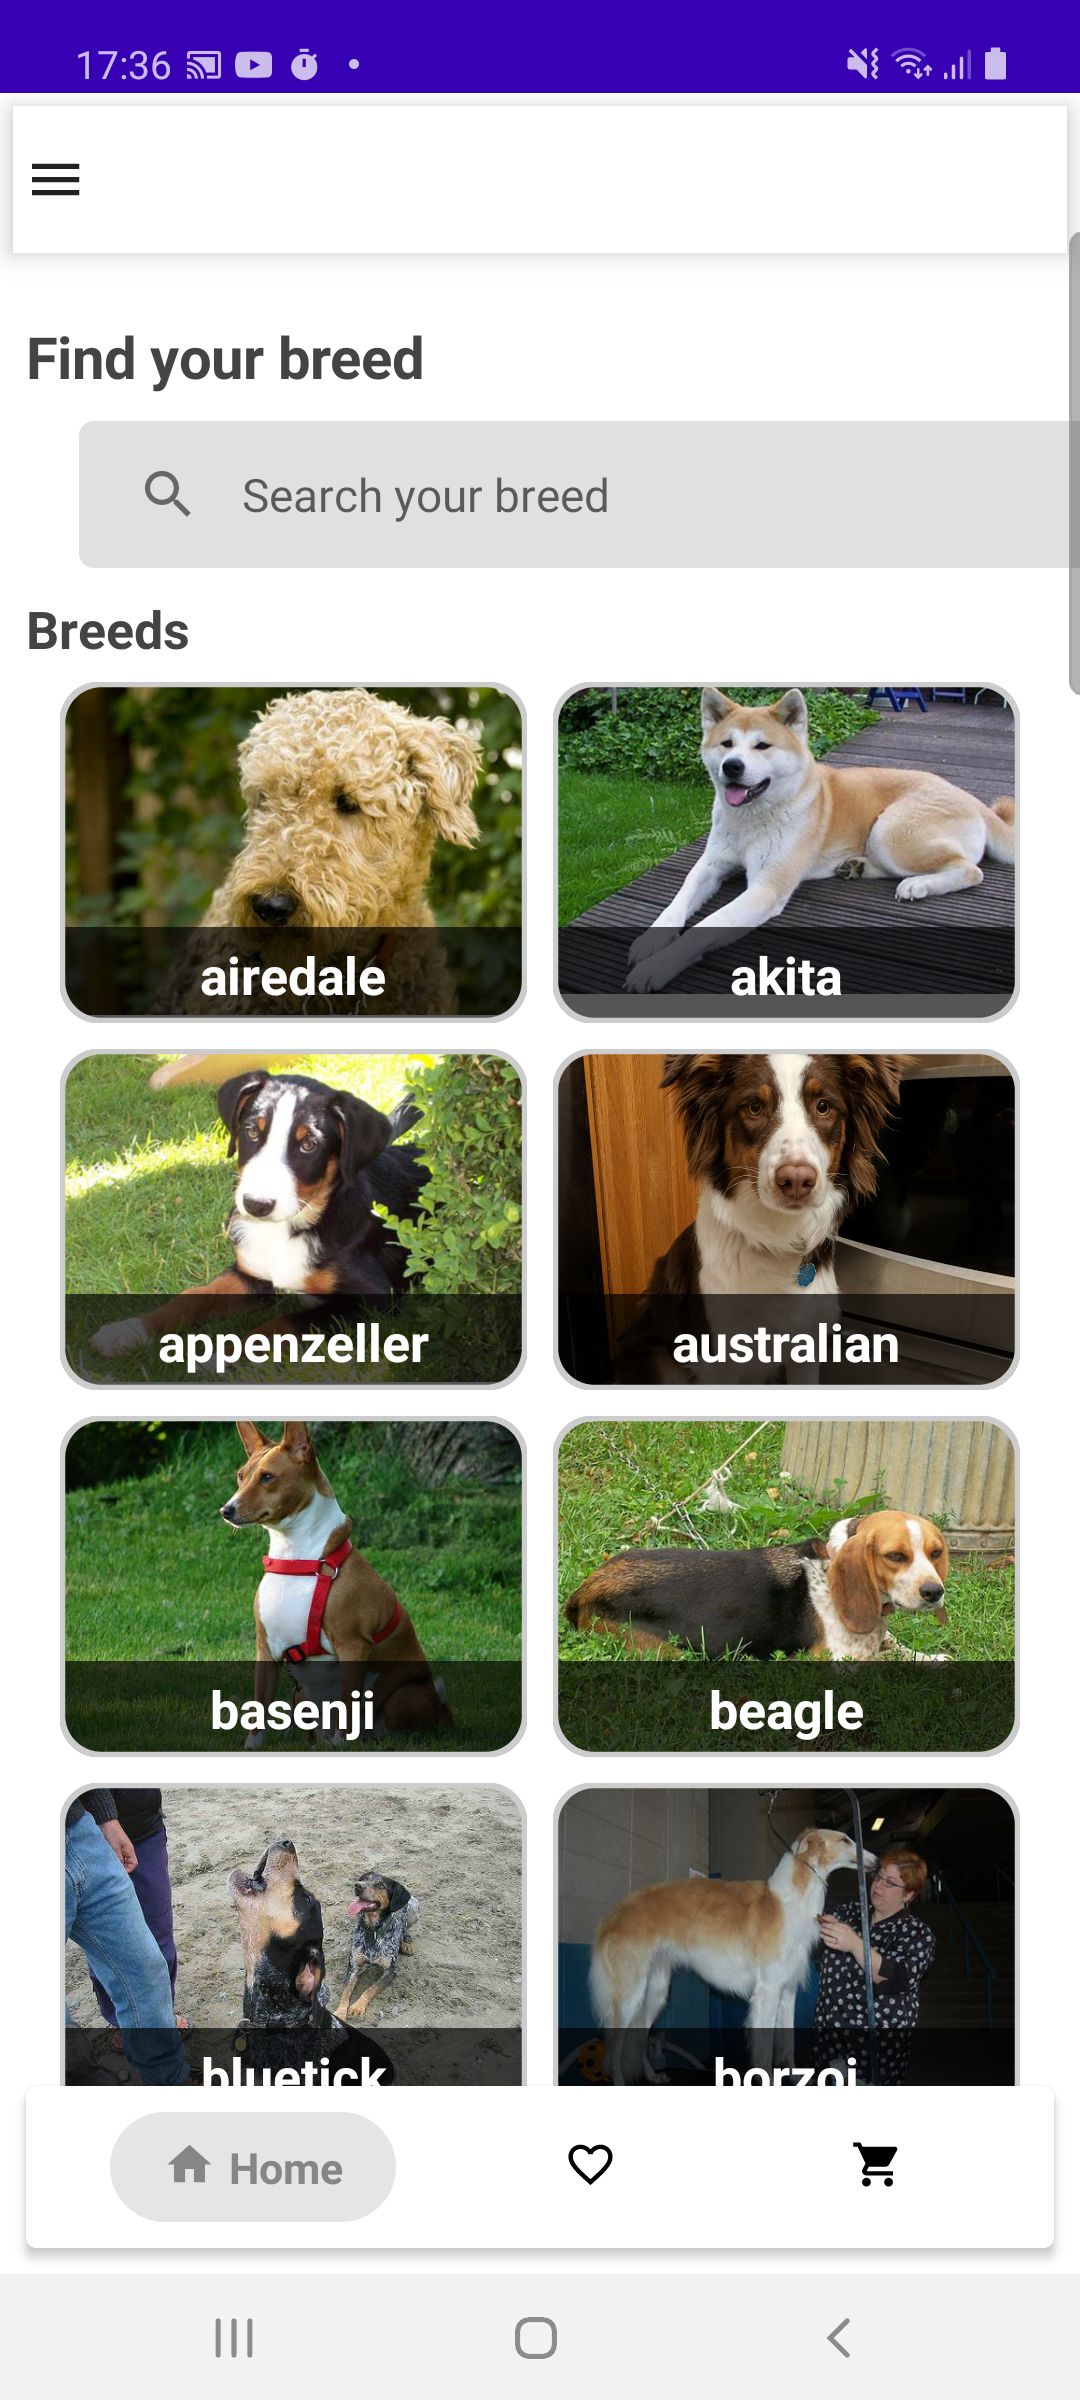 17:36
Find your breed
Search your breed
Breeds
airedale
akita
appenzeller
australian
basenji
beagle
bluetick
borzoi
Home